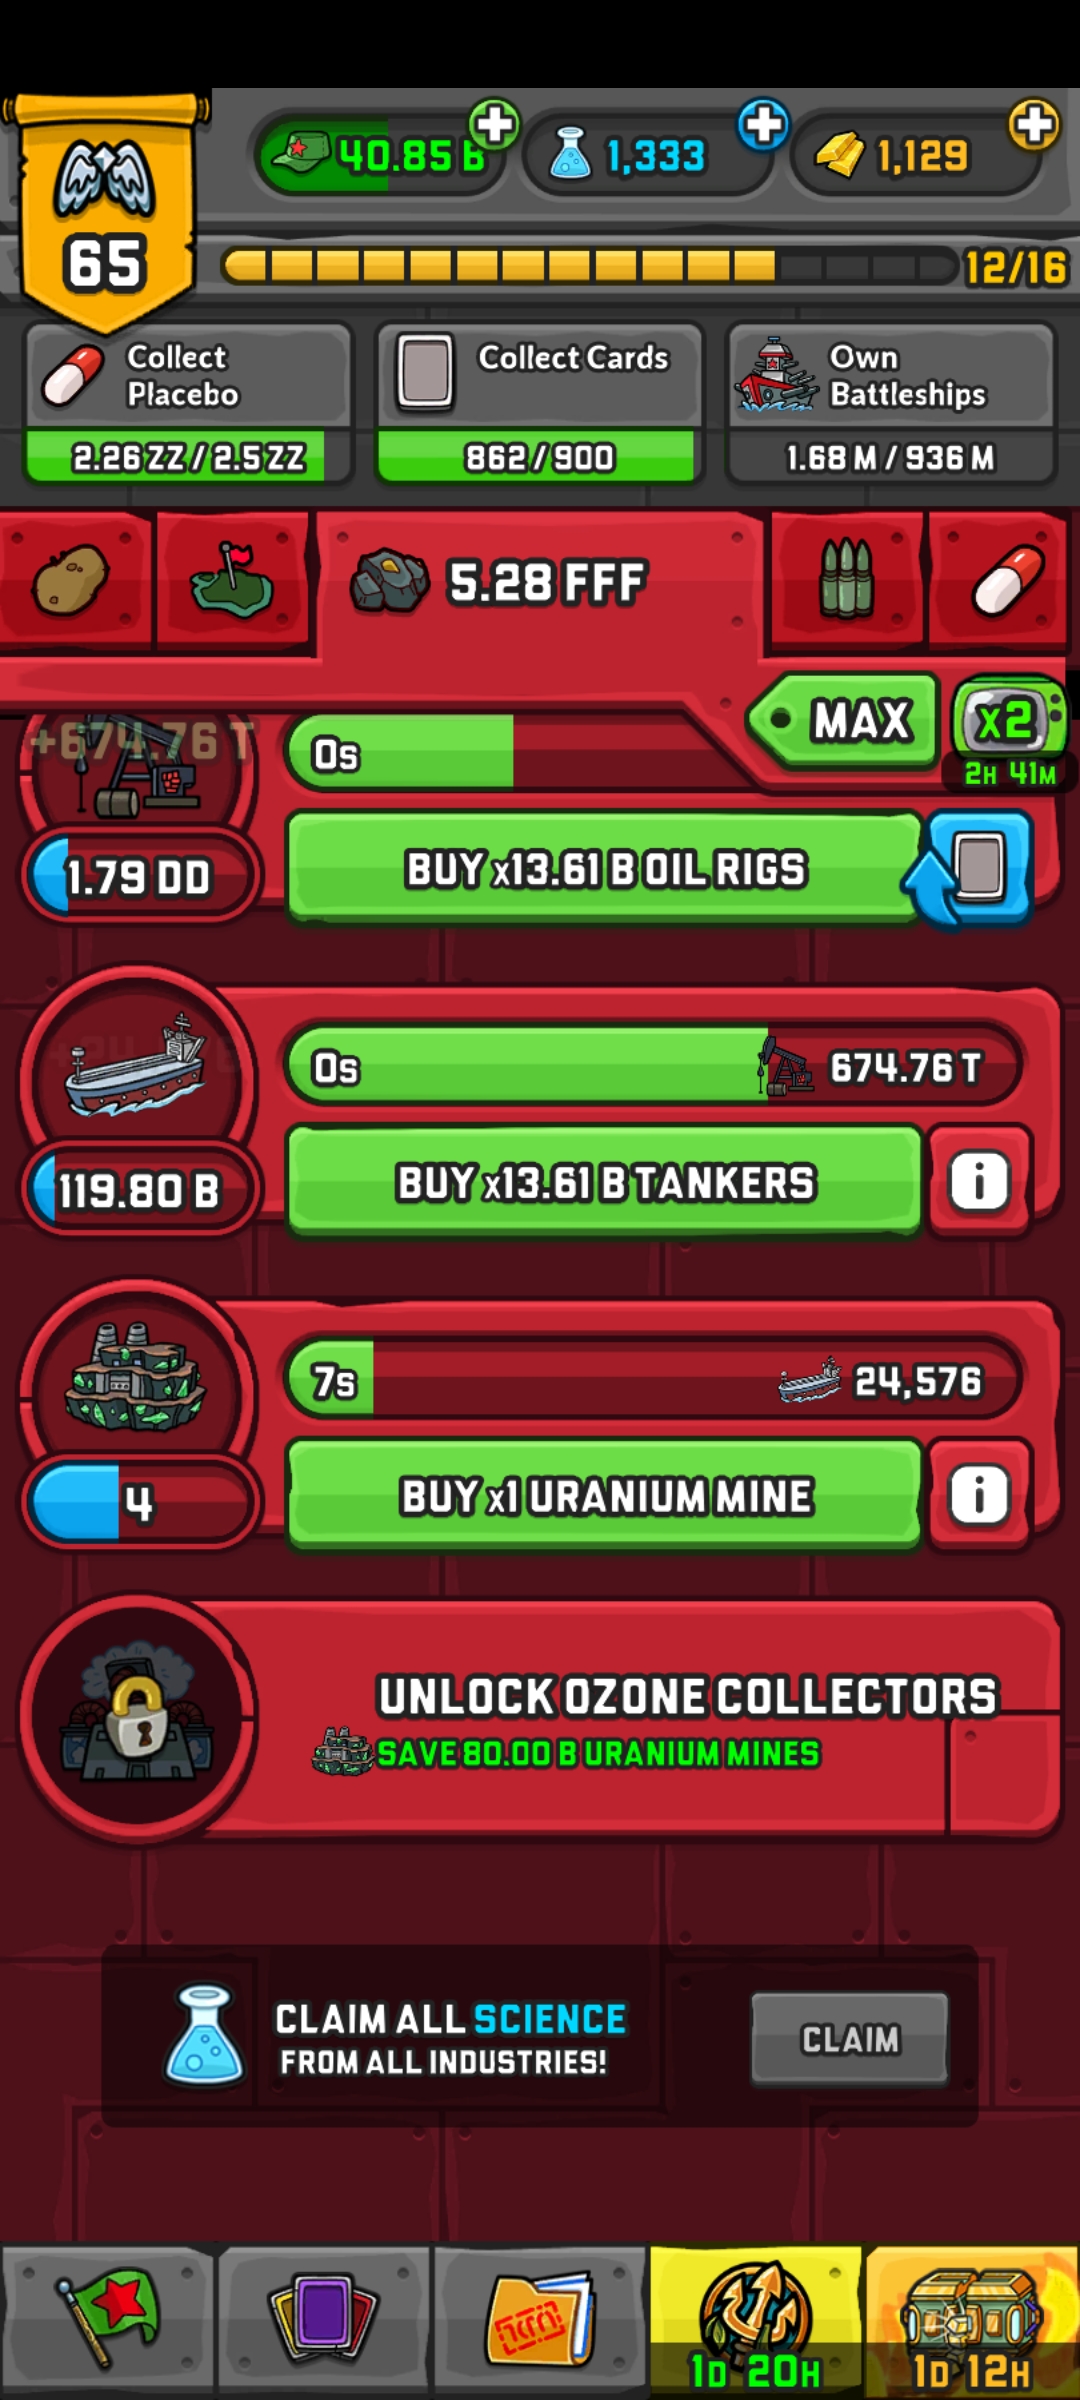 65
40.85 B
1,333
1,129
12/16
Collect
Placebo
2.26 ZZ / 2.5 ZZ
Collect Cards
862 / 900
Own
Battleships
1.68 M / 936 M
5.28 FFF
MAX
X2
2H 41M
+674.76 T
0s
1.79 DD
BUY x13.61 B OIL RIGS
0s
674.76 T
119.80 B
BUY x13.61 B TANKERS
i
7s
24,576
4
BUY x1 URANIUM MINE
i
UNLOCK OZONE COLLECTORS
SAVE 80.00 B URANIUM MINES
CLAIM ALL SCIENCE
FROM ALL INDUSTRIES!
CLAIM
1D 20H
1D 12H